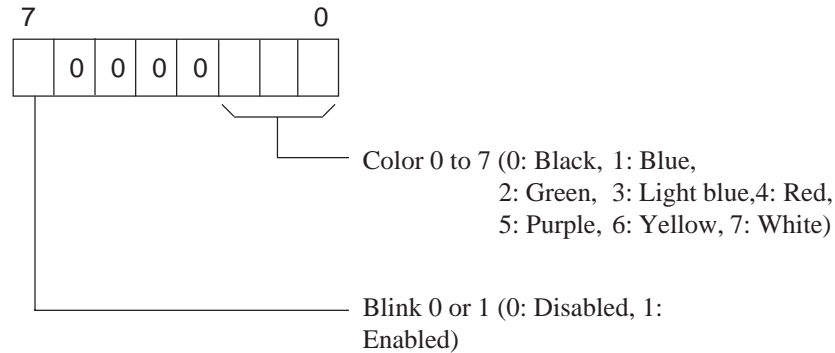 7 0
0 0 0 0
Color 0 to 7 (0: Black, 1: Blue,
2: Green, 3: Light blue,4: Red,
5: Purple, 6: Yellow, 7: White)
Blink 0 or 1 (0: Disabled, 1:
Enabled)